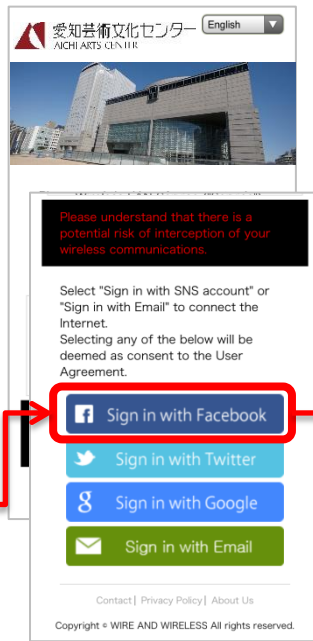 愛知芸術文化センター
AICHI ARTS CENTER
English
Please understand that there is a
potential risk of interception of your
wireless communications.
Select "Sign in with SNS account" or
"Sign in with Email" to connect the
Internet.
Selecting any of the below will be
deemed as consent to the User
Agreement.
Sign in with Facebook
Sign in with Twitter
Sign in with Google
Sign in with Email
Contact| Privacy Policy| About Us
Copyright © WIRE AND WIRELESS All rights reserved.